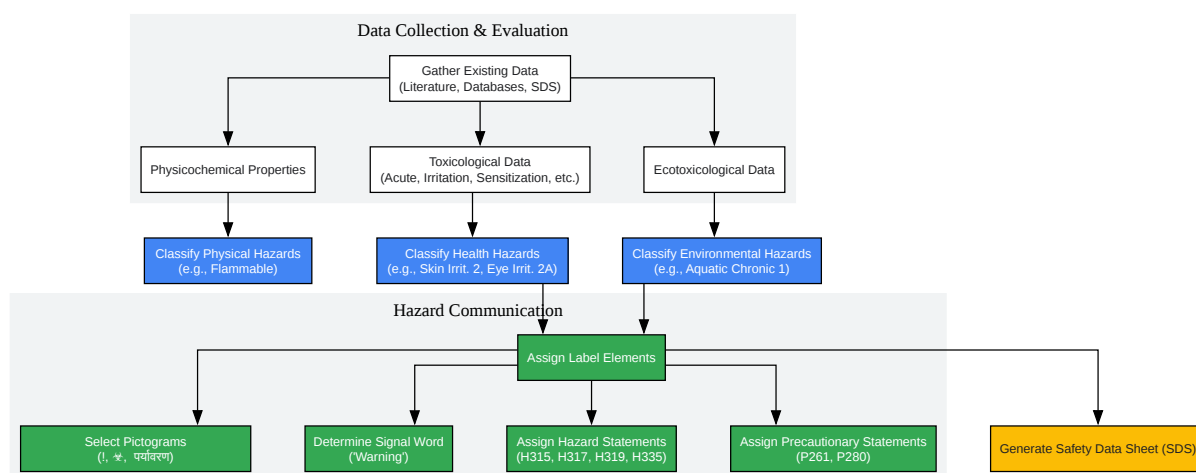 Data Collection & Evaluation
Gather Existing Data
(Literature, Databases, SDS)
Physicochemical Properties
Toxicological Data
(Acute, Irritation, Sensitization, etc.)
Ecotoxicological Data
Classify Physical Hazards
(e.g., Flammable)
Classify Health Hazards
(e.g., Skin Irrit. 2, Eye Irrit. 2A)
Classify Environmental Hazards
(e.g., Aquatic Chronic 1)
Hazard Communication
Assign Label Elements
Select Pictograms
(!, ☣, पर्यावरण)
Determine Signal Word
('Warning')
Assign Hazard Statements
(H315, H317, H319, H335)
Assign Precautionary Statements
(P261, P280)
Generate Safety Data Sheet (SDS)